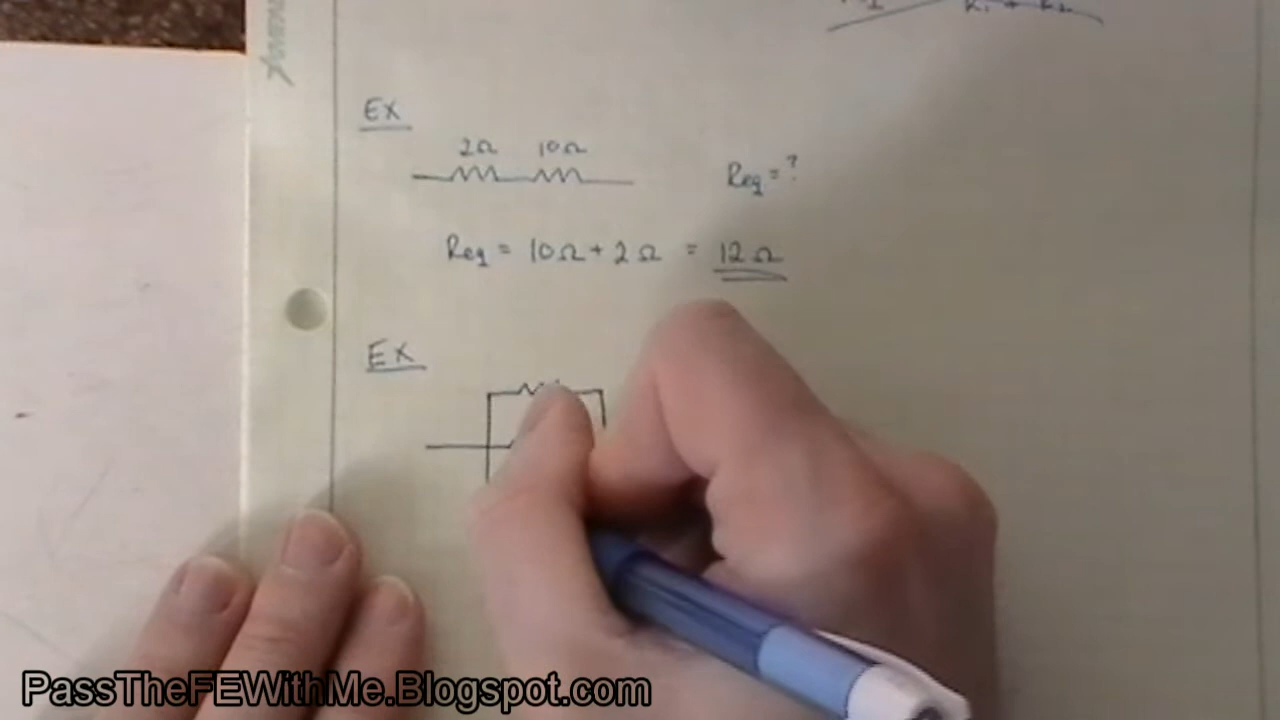 EX
2Ω 10Ω
Req = ?
Req = 10Ω + 2Ω = 12Ω
EX
PassTheFEWithMe.Blogspot.com